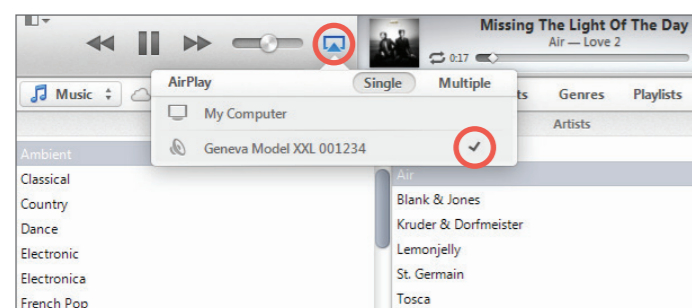 Missing The Light Of The Day
Air — Love 2
0:17
AirPlay
Single
Multiple
My Computer
Geneva Model XXL 001234
Music
ts
Genres
Playlists
Artists
Ambient
Classical
Country
Dance
Electronic
Electronica
French Pop
Air
Blank & Jones
Kruder & Dorfmeister
Lemonjelly
St. Germain
Tosca